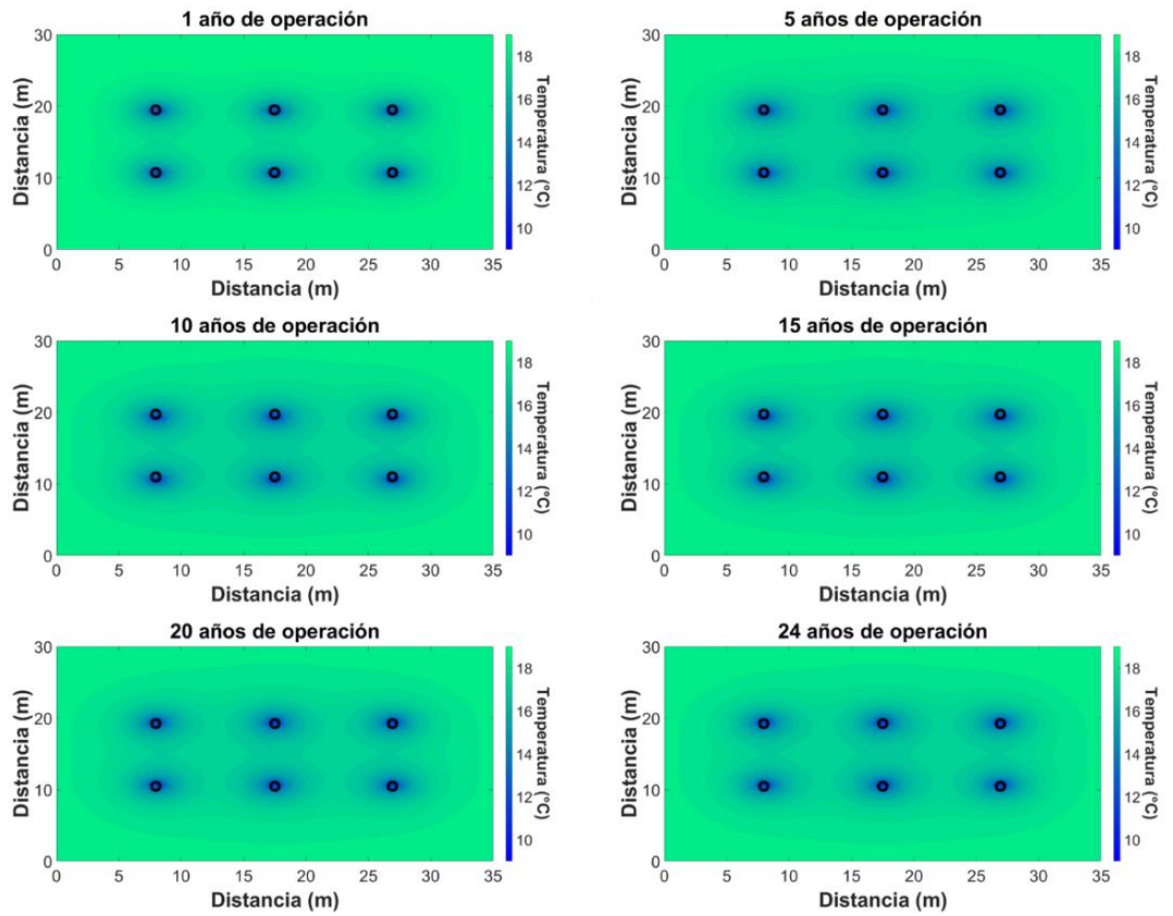 1 año de operación
30
20
10
0
Distancia (m)
0 5 10 15 20 25 30 35
Distancia (m)
18
16
14
12
10
Temperatura (°C)
5 años de operación
30
20
10
0
Distancia (m)
0 5 10 15 20 25 30 35
Distancia (m)
18
16
14
12
10
Temperatura (°C)
10 años de operación
30
20
10
0
Distancia (m)
0 5 10 15 20 25 30 35
Distancia (m)
18
16
14
12
10
Temperatura (°C)
15 años de operación
30
20
10
0
Distancia (m)
0 5 10 15 20 25 30 35
Distancia (m)
18
16
14
12
10
Temperatura (°C)
20 años de operación
30
20
10
0
Distancia (m)
0 5 10 15 20 25 30 35
Distancia (m)
18
16
14
12
10
Temperatura (°C)
24 años de operación
30
20
10
0
Distancia (m)
0 5 10 15 20 25 30 35
Distancia (m)
18
16
14
12
10
Temperatura (°C)